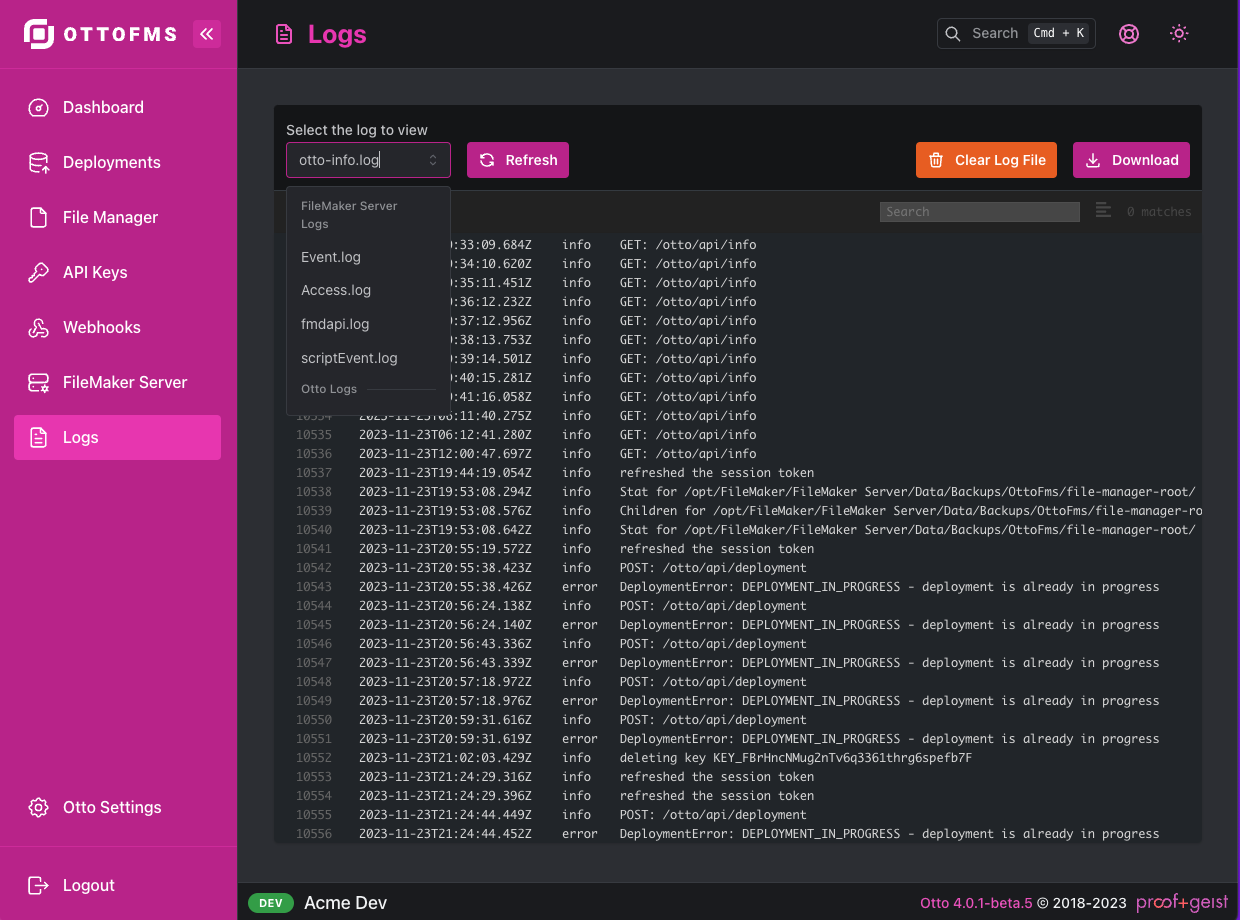 OTTOFMS
Logs
Search Cmd + K
Dashboard
Deployments
File Manager
API Keys
Webhooks
FileMaker Server
Logs
Otto Settings
Logout
Select the log to view
otto-info.log
Refresh
Clear Log File
Download
FileMaker Server
Logs
Event.log
Access.log
fmdapi.log
scriptEvent.log
Otto Logs
Search 0 matches
:33:09.684Z info GET: /otto/api/info
:34:10.620Z info GET: /otto/api/info
:35:11.451Z info GET: /otto/api/info
:36:12.232Z info GET: /otto/api/info
:37:12.956Z info GET: /otto/api/info
:38:13.753Z info GET: /otto/api/info
:39:14.501Z info GET: /otto/api/info
:40:15.281Z info GET: /otto/api/info
:41:16.058Z info GET: /otto/api/info
10534 2023-11-23T06:11:40.275Z info GET: /otto/api/info
10535 2023-11-23T06:12:41.280Z info GET: /otto/api/info
10536 2023-11-23T12:00:47.697Z info GET: /otto/api/info
10537 2023-11-23T19:44:19.054Z info refreshed the session token
10538 2023-11-23T19:53:08.294Z info Stat for /opt/FileMaker/FileMaker Server/Data/Backups/OttoFms/file-manager-root/
10539 2023-11-23T19:53:08.576Z info Children for /opt/FileMaker/FileMaker Server/Data/Backups/OttoFms/file-manager-ro
10540 2023-11-23T19:53:08.642Z info Stat for /opt/FileMaker/FileMaker Server/Data/Backups/OttoFms/file-manager-root/
10541 2023-11-23T20:55:19.572Z info refreshed the session token
10542 2023-11-23T20:55:38.423Z info POST: /otto/api/deployment
10543 2023-11-23T20:55:38.426Z error DeploymentError: DEPLOYMENT_IN_PROGRESS - deployment is already in progress
10544 2023-11-23T20:56:24.138Z info POST: /otto/api/deployment
10545 2023-11-23T20:56:24.140Z error DeploymentError: DEPLOYMENT_IN_PROGRESS - deployment is already in progress
10546 2023-11-23T20:56:43.336Z info POST: /otto/api/deployment
10547 2023-11-23T20:56:43.339Z error DeploymentError: DEPLOYMENT_IN_PROGRESS - deployment is already in progress
10548 2023-11-23T20:57:18.972Z info POST: /otto/api/deployment
10549 2023-11-23T20:57:18.976Z error DeploymentError: DEPLOYMENT_IN_PROGRESS - deployment is already in progress
10550 2023-11-23T20:59:31.616Z info POST: /otto/api/deployment
10551 2023-11-23T20:59:31.619Z error DeploymentError: DEPLOYMENT_IN_PROGRESS - deployment is already in progress
10552 2023-11-23T21:02:03.429Z info deleting key KEY_FBrHncNMug2nTv6q3361thrg6spefb7F
10553 2023-11-23T21:24:29.316Z info refreshed the session token
10554 2023-11-23T21:24:29.396Z info refreshed the session token
10555 2023-11-23T21:24:44.449Z info POST: /otto/api/deployment
10556 2023-11-23T21:24:44.452Z error DeploymentError: DEPLOYMENT_IN_PROGRESS - deployment is already in progress
DEV Acme Dev
Otto 4.0.1-beta.5 © 2018-2023 proof+geist